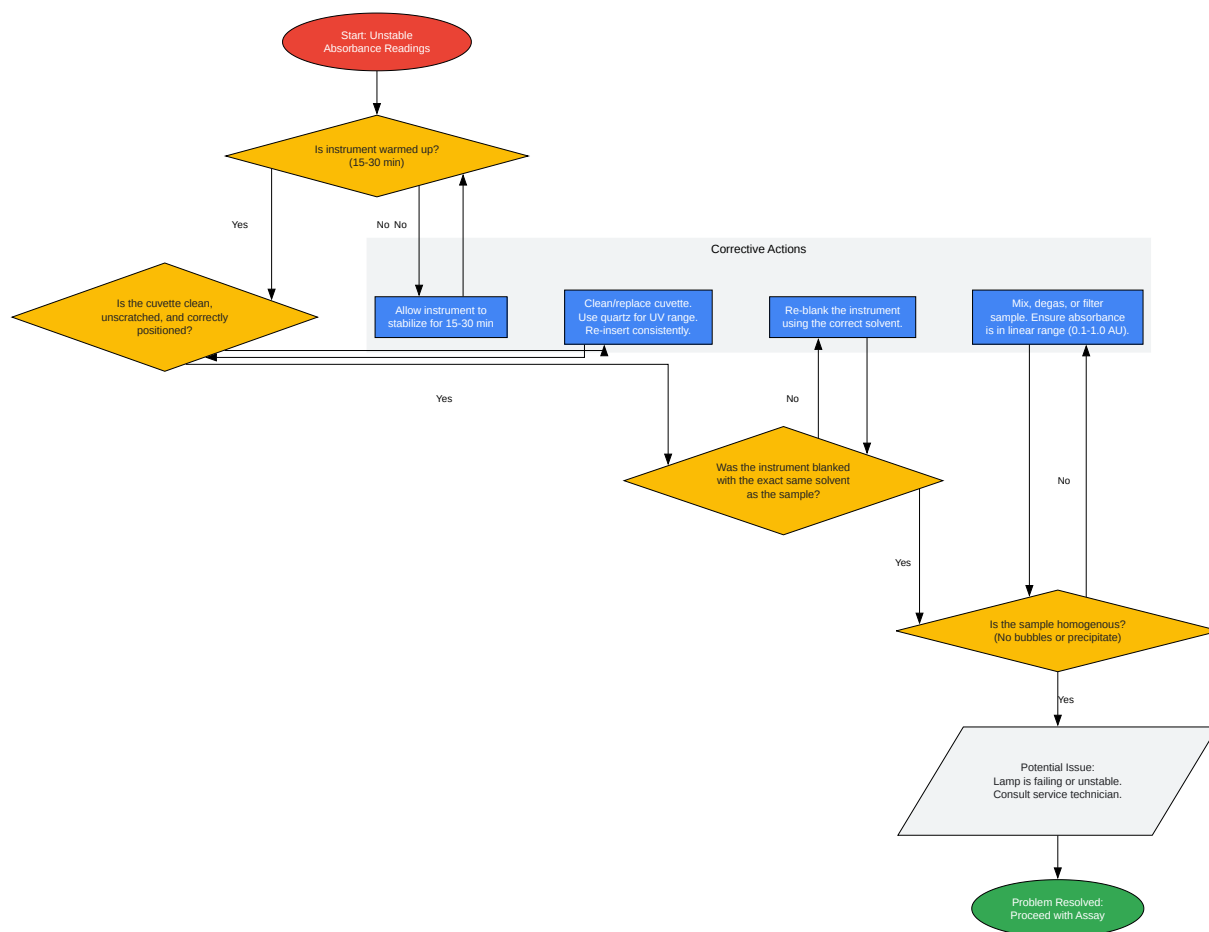 Start: Unstable
Absorbance Readings
Is instrument warmed up?
(15-30 min)
Yes
No No
Corrective Actions
Is the cuvette clean,
unscratched, and correctly
positioned?
Allow instrument to
stabilize for 15-30 min
Clean/replace cuvette.
Use quartz for UV range.
Re-insert consistently.
Re-blank the instrument
using the correct solvent.
Mix, degas, or filter
sample. Ensure absorbance
is in linear range (0.1-1.0 AU).
Yes
No
Was the instrument blanked
with the exact same solvent
as the sample?
No
Yes
Is the sample homogenous?
(No bubbles or precipitate)
Yes
Potential Issue:
Lamp is failing or unstable.
Consult service technician.
Problem Resolved:
Proceed with Assay